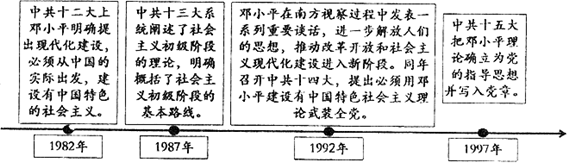 中共十二大上
邓小平明确提
出现代化建设，
必须从中国的
实际出发，建
设有中国特色
的社会主义。
中共十三大系
统阐述了社会
主义初级阶段
的理论，明确
概括了社会主
义初级阶段的
基本路线。
邓小平在南方视察过程中发表一
系列重要谈话，进一步解放人们
的思想，推动改革开放和社会主
义现代化建设进入新阶段。同年
召开中共十四大，提出必须用邓
小平建设有中国特色社会主义理
论武装全党。
中共十五大
把邓小平理
论确立为党
的指导思想
并写入党章。
1982年
1987年
1992年
1997年